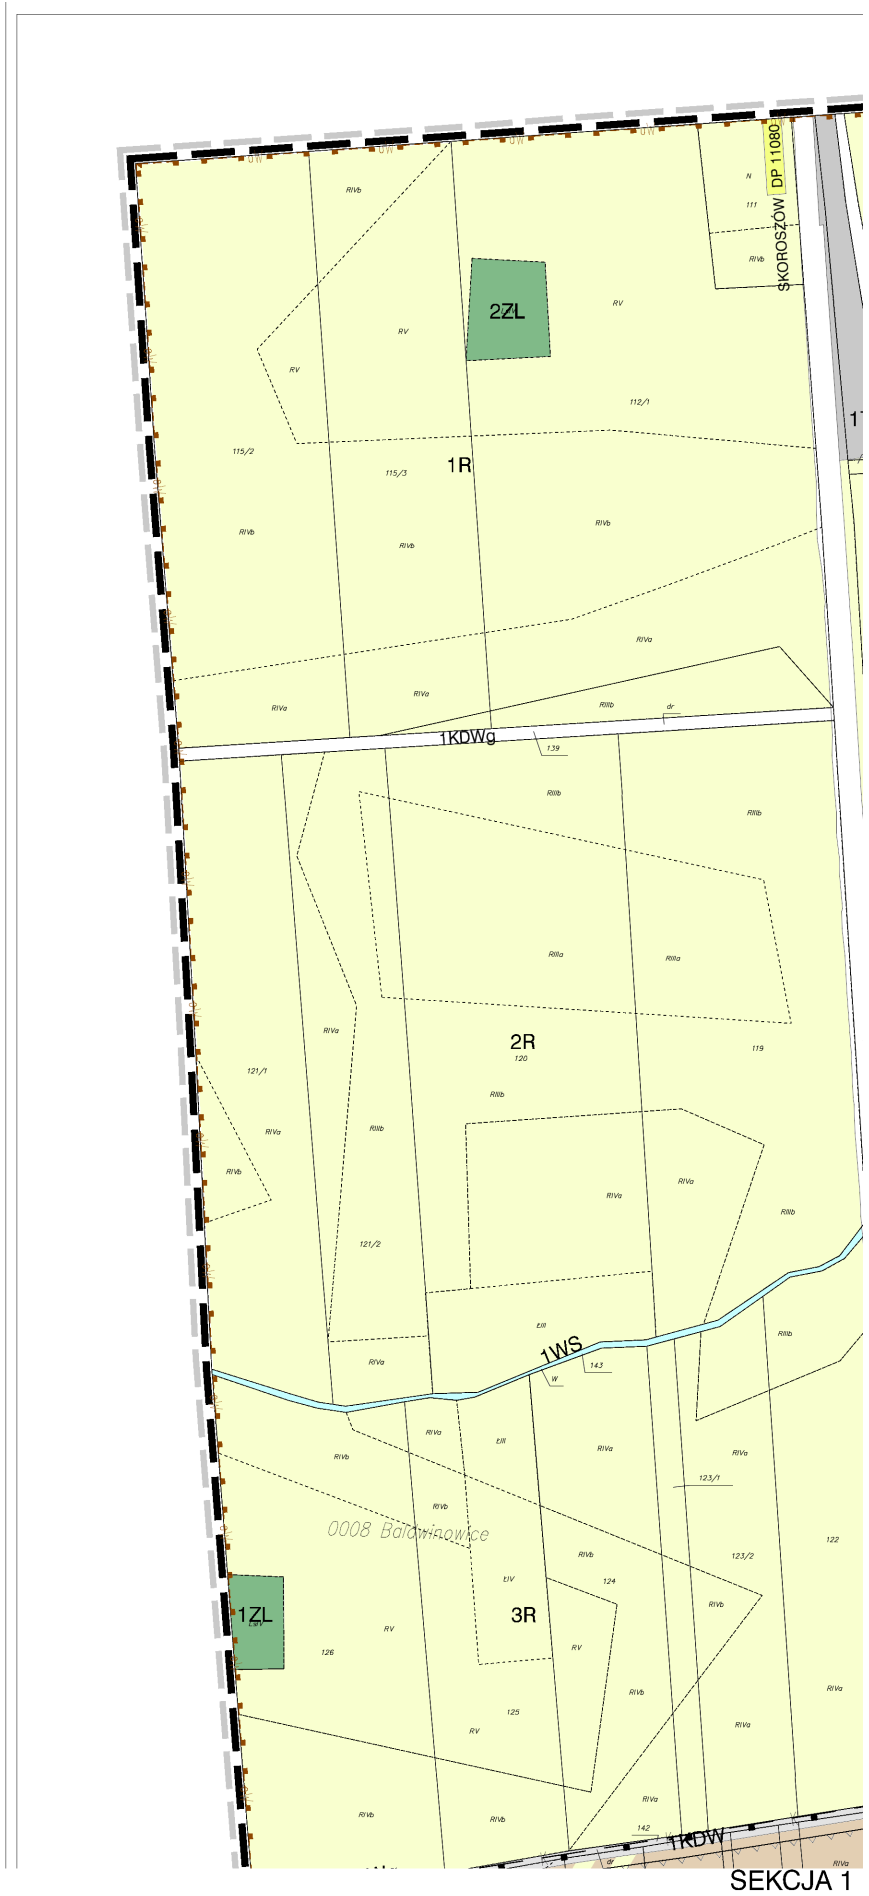 RIVb
N
111
RIVb
SKOROSZÓW DP 11080
2ZL
RV
RV
RV
112/1
115/2
1R
115/3
RIVb
RIVb
RIVb
RIVa
RIVa
RIVa
RIIIb
dr
1KDWg
139
RIIIb
RIIIb
RIIIa
RIIIa
RIVa
2R
120
119
121/1
RIIIb
RIVa
RIIIb
RIVb
RIVa
RIVa
RIIIb
121/2
ŁIII
RIIIb
1WS
RIVa
143
W
RIVa
ŁIII
RIVa
RIVb
RIVa
123/1
RIVb
0008 Baldwinowice
122
RIVb
123/2
ŁIV
124
RIVb
1ZL
3R
RV
126
RV
RIVb
RIVa
125
RV
RIVa
RIVa
RIVb
RIVb
142
1KDW
dr
RIVa
SEKCJA 1